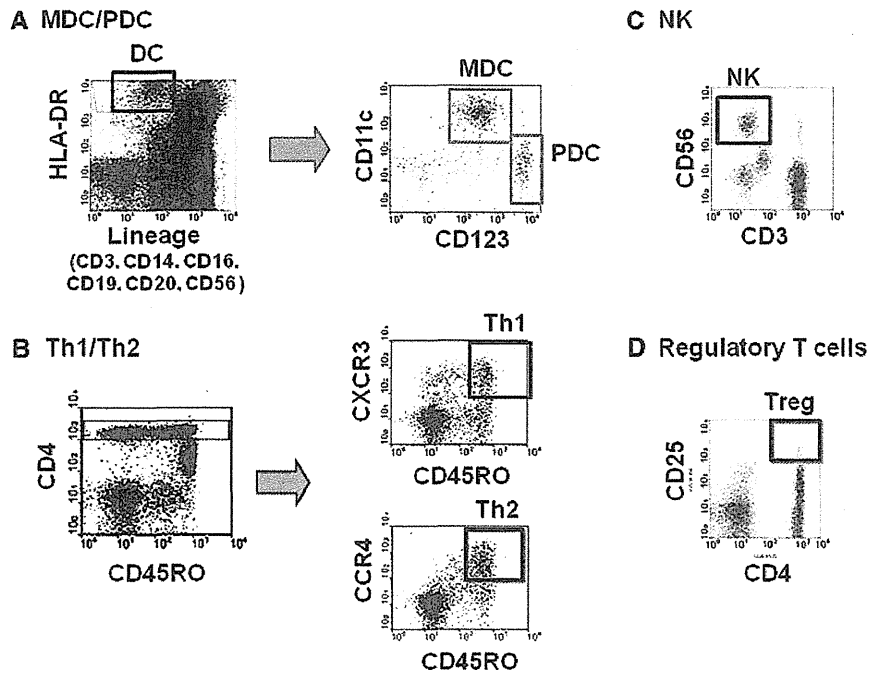 A MDC/PDC
DC
HLA-DR
Lineage
(CD3, CD14, CD16,
CD19, CD20, CD56)
MDC
CD11c
PDC
CD123
C NK
NK
CD56
CD3
B Th1/Th2
CD4
CD45RO
Th1
CXCR3
CD45RO
Th2
CCR4
CD45RO
D Regulatory T cells
Treg
CD25
CD4